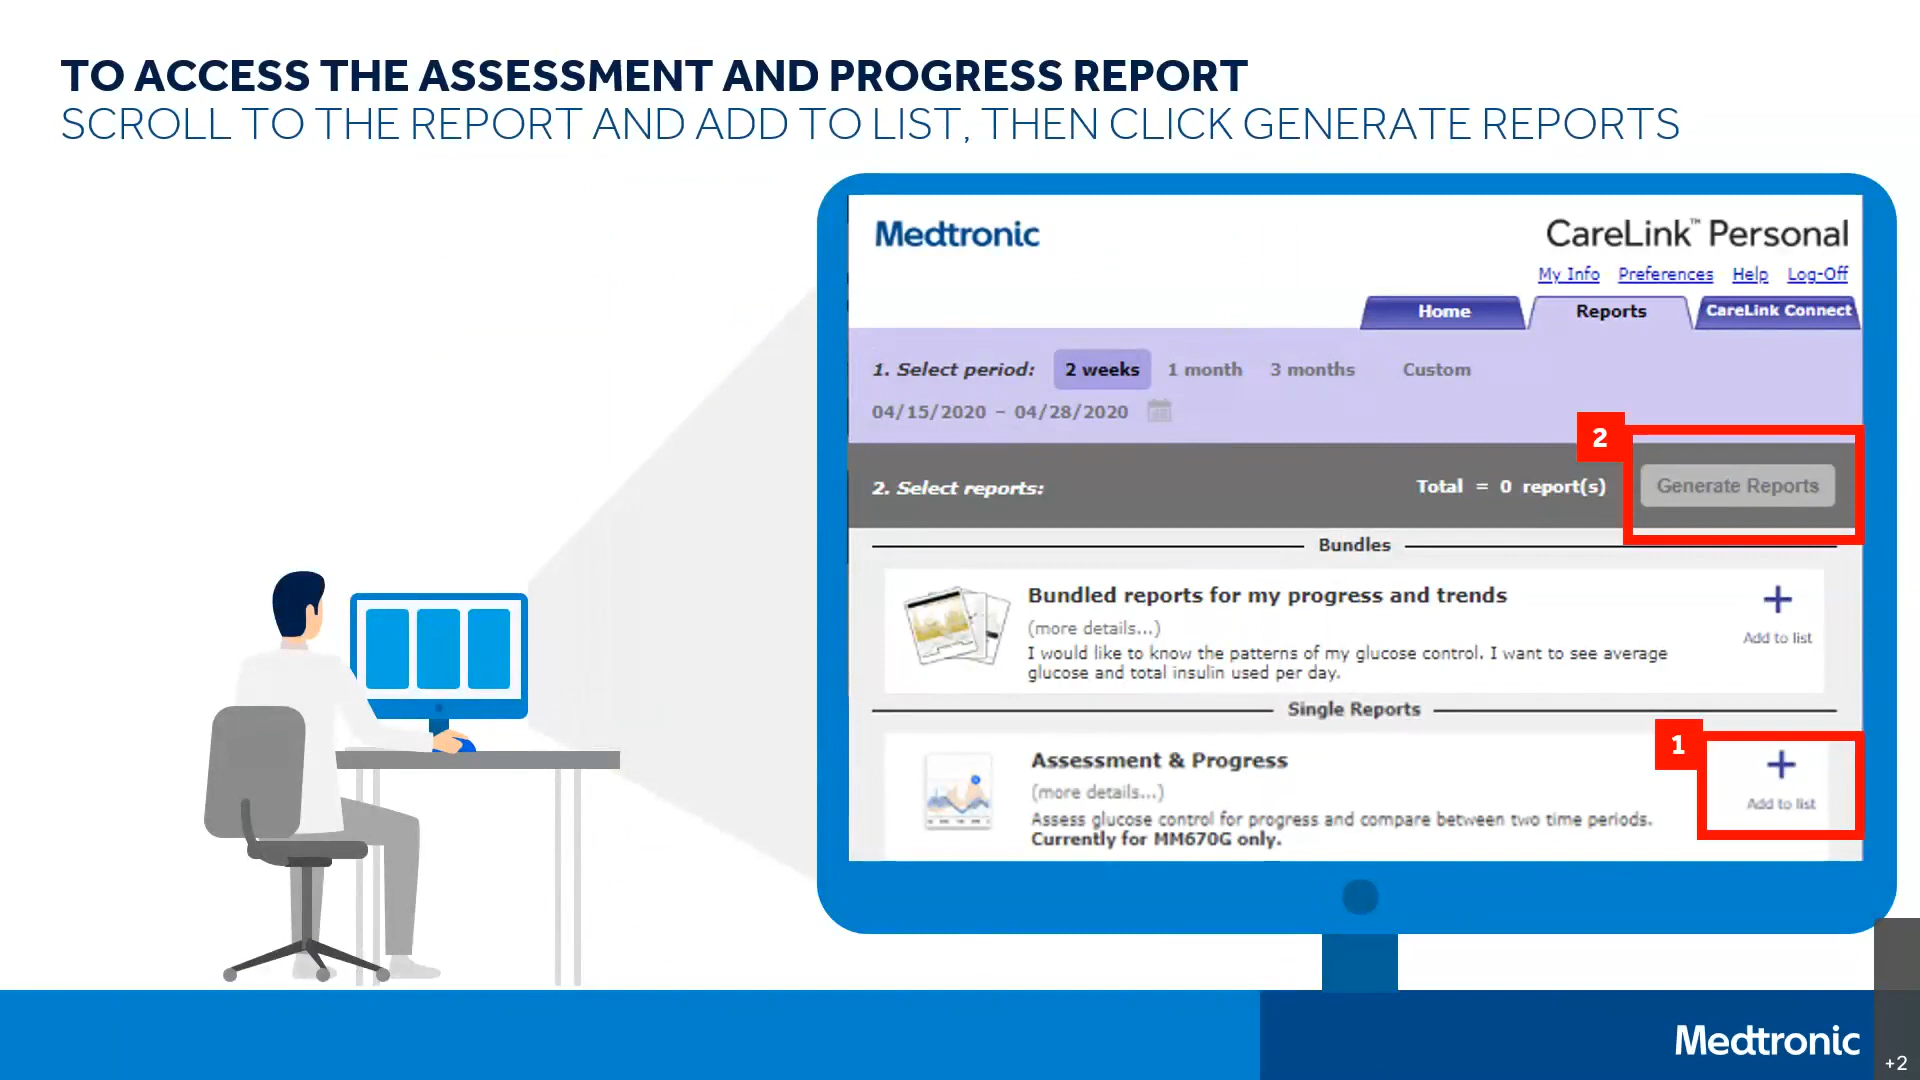 TO ACCESS THE ASSESSMENT AND PROGRESS REPORT
SCROLL TO THE REPORT AND ADD TO LIST, THEN CLICK GENERATE REPORTS
Medtronic
CareLink™ Personal
My Info Preferences Help Log-Off
Home Reports CareLink Connect
1. Select period: 2 weeks 1 month 3 months Custom
04/15/2020 - 04/28/2020
2
2. Select reports: Total = 0 report(s) Generate Reports
Bundles
Bundled reports for my progress and trends
(more details...)
Add to list
I would like to know the patterns of my glucose control. I want to see average
glucose and total insulin used per day.
Single Reports
1
Assessment & Progress
(more details...)
Add to list
Assess glucose control for progress and compare between two time periods.
Currently for MM670G only.
Medtronic
+2